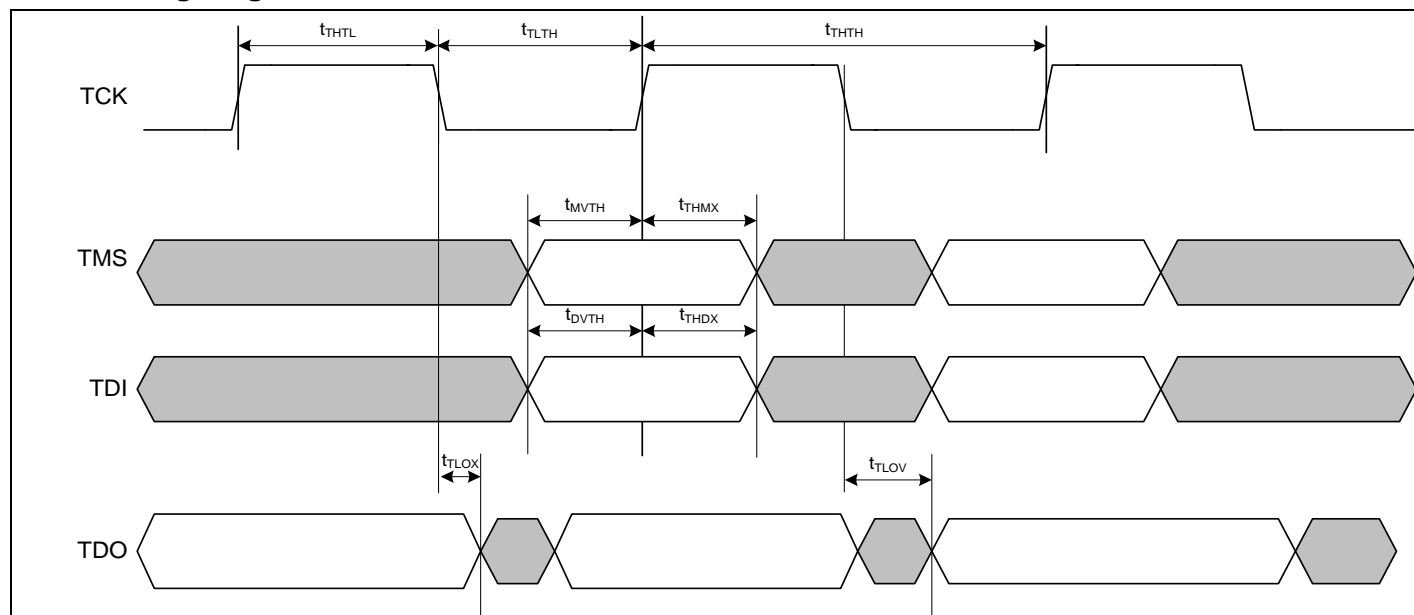 tTHTL tTLTH tTHTH
TCK
tMVTH tTHMX
TMS
tDVTH tTHDX
TDI
tTLOX tTLOV
TDO